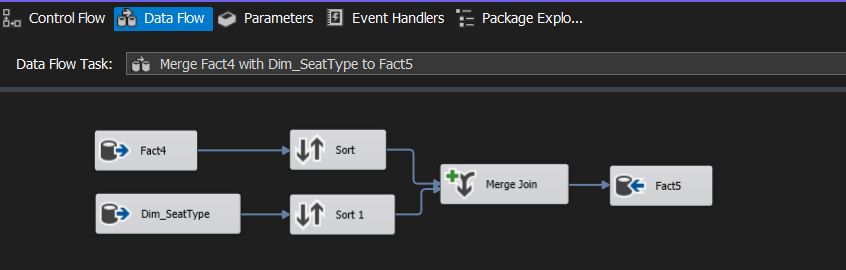 Control Flow Data Flow Parameters Event Handlers Package Explo...
Data Flow Task: Merge Fact4 with Dim_SeatType to Fact5
Fact4 Sort
Merge Join Fact5
Dim_SeatType Sort 1